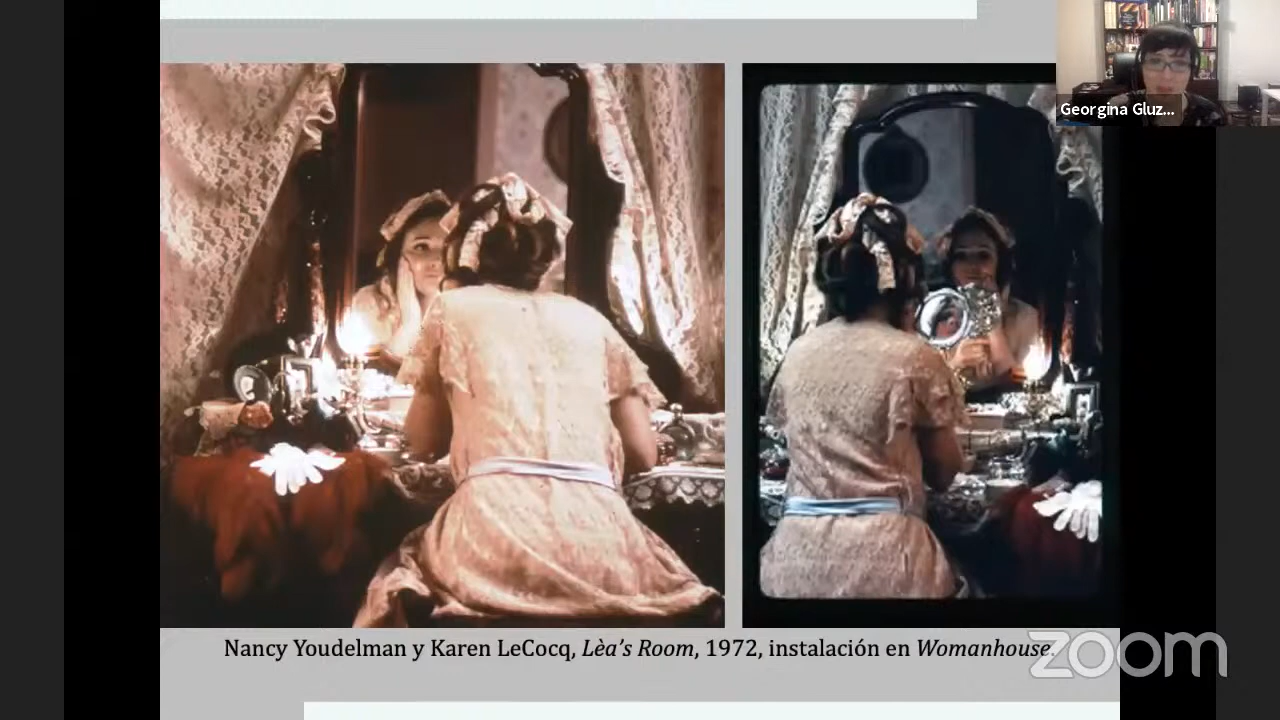 Georgina Gluz...
Nancy Youdelman y Karen LeCocq, Lèa's Room, 1972, instalación en Womanhouse.
zoom